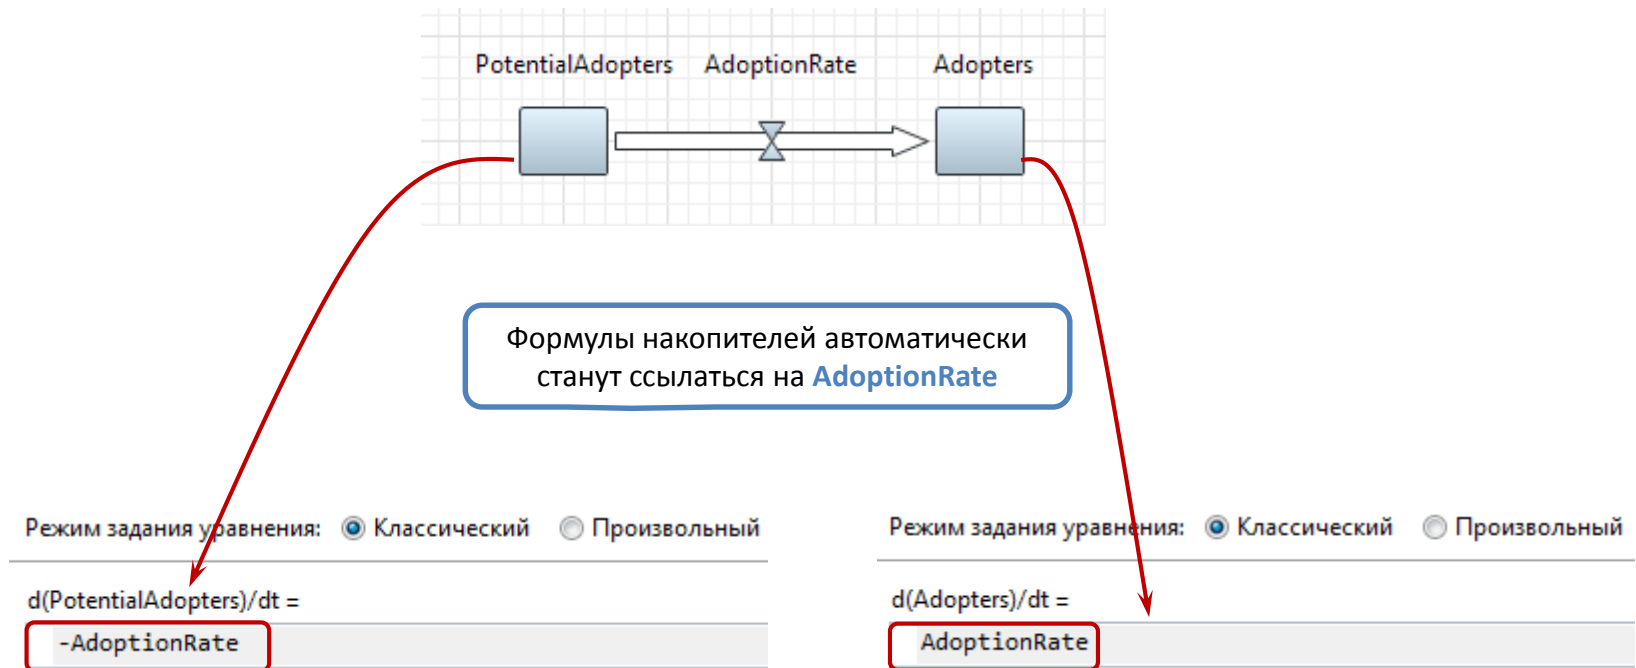 PotentialAdopters AdoptionRate Adopters
Формулы накопителей автоматически
станут ссылаться на AdoptionRate
Режим задания уравнения: Классический Произвольный
d(PotentialAdopters)/dt =
-AdoptionRate
Режим задания уравнения: Классический Произвольный
d(Adopters)/dt =
AdoptionRate